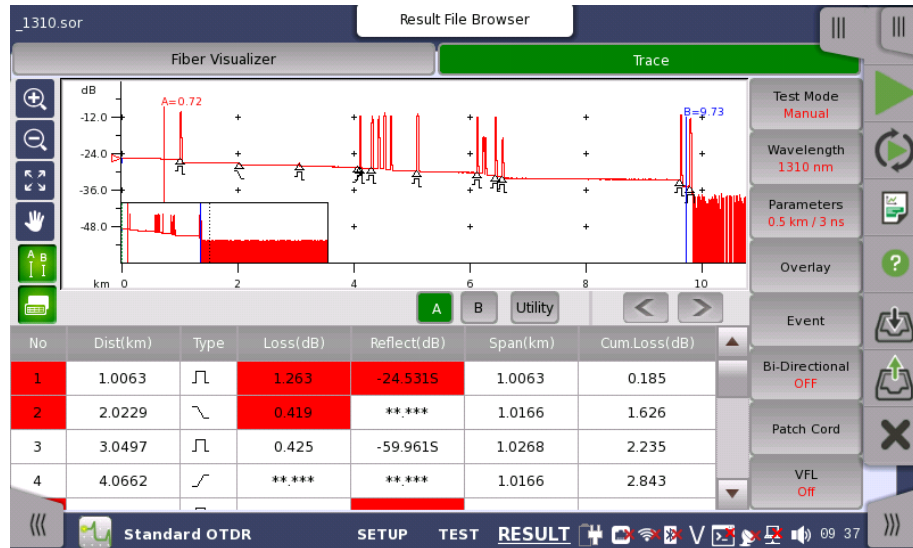 _1310.sor
Result File Browser
Fiber Visualizer
Trace
dB
A=0.72
B=9.73
-12.0
-24.0
-36.0
-48.0
km 0 2 4 6 8 10
A B
A B Utility
Test Mode
Manual
Wavelength
1310 nm
Parameters
0.5 km / 3 ns
Overlay
Event
Bi-Directional
OFF
Patch Cord
VFL
Off
No Dist(km) Type Loss(dB) Reflect(dB) Span(km) Cum.Loss(dB)
1 1.0063 1.263 -24.531S 1.0063 0.185
2 2.0229 0.419 **.*** 1.0166 1.626
3 3.0497 0.425 -59.961S 1.0268 2.235
4 4.0662 **.*** **.*** 1.0166 2.843
Standard OTDR SETUP TEST RESULT V 09 37